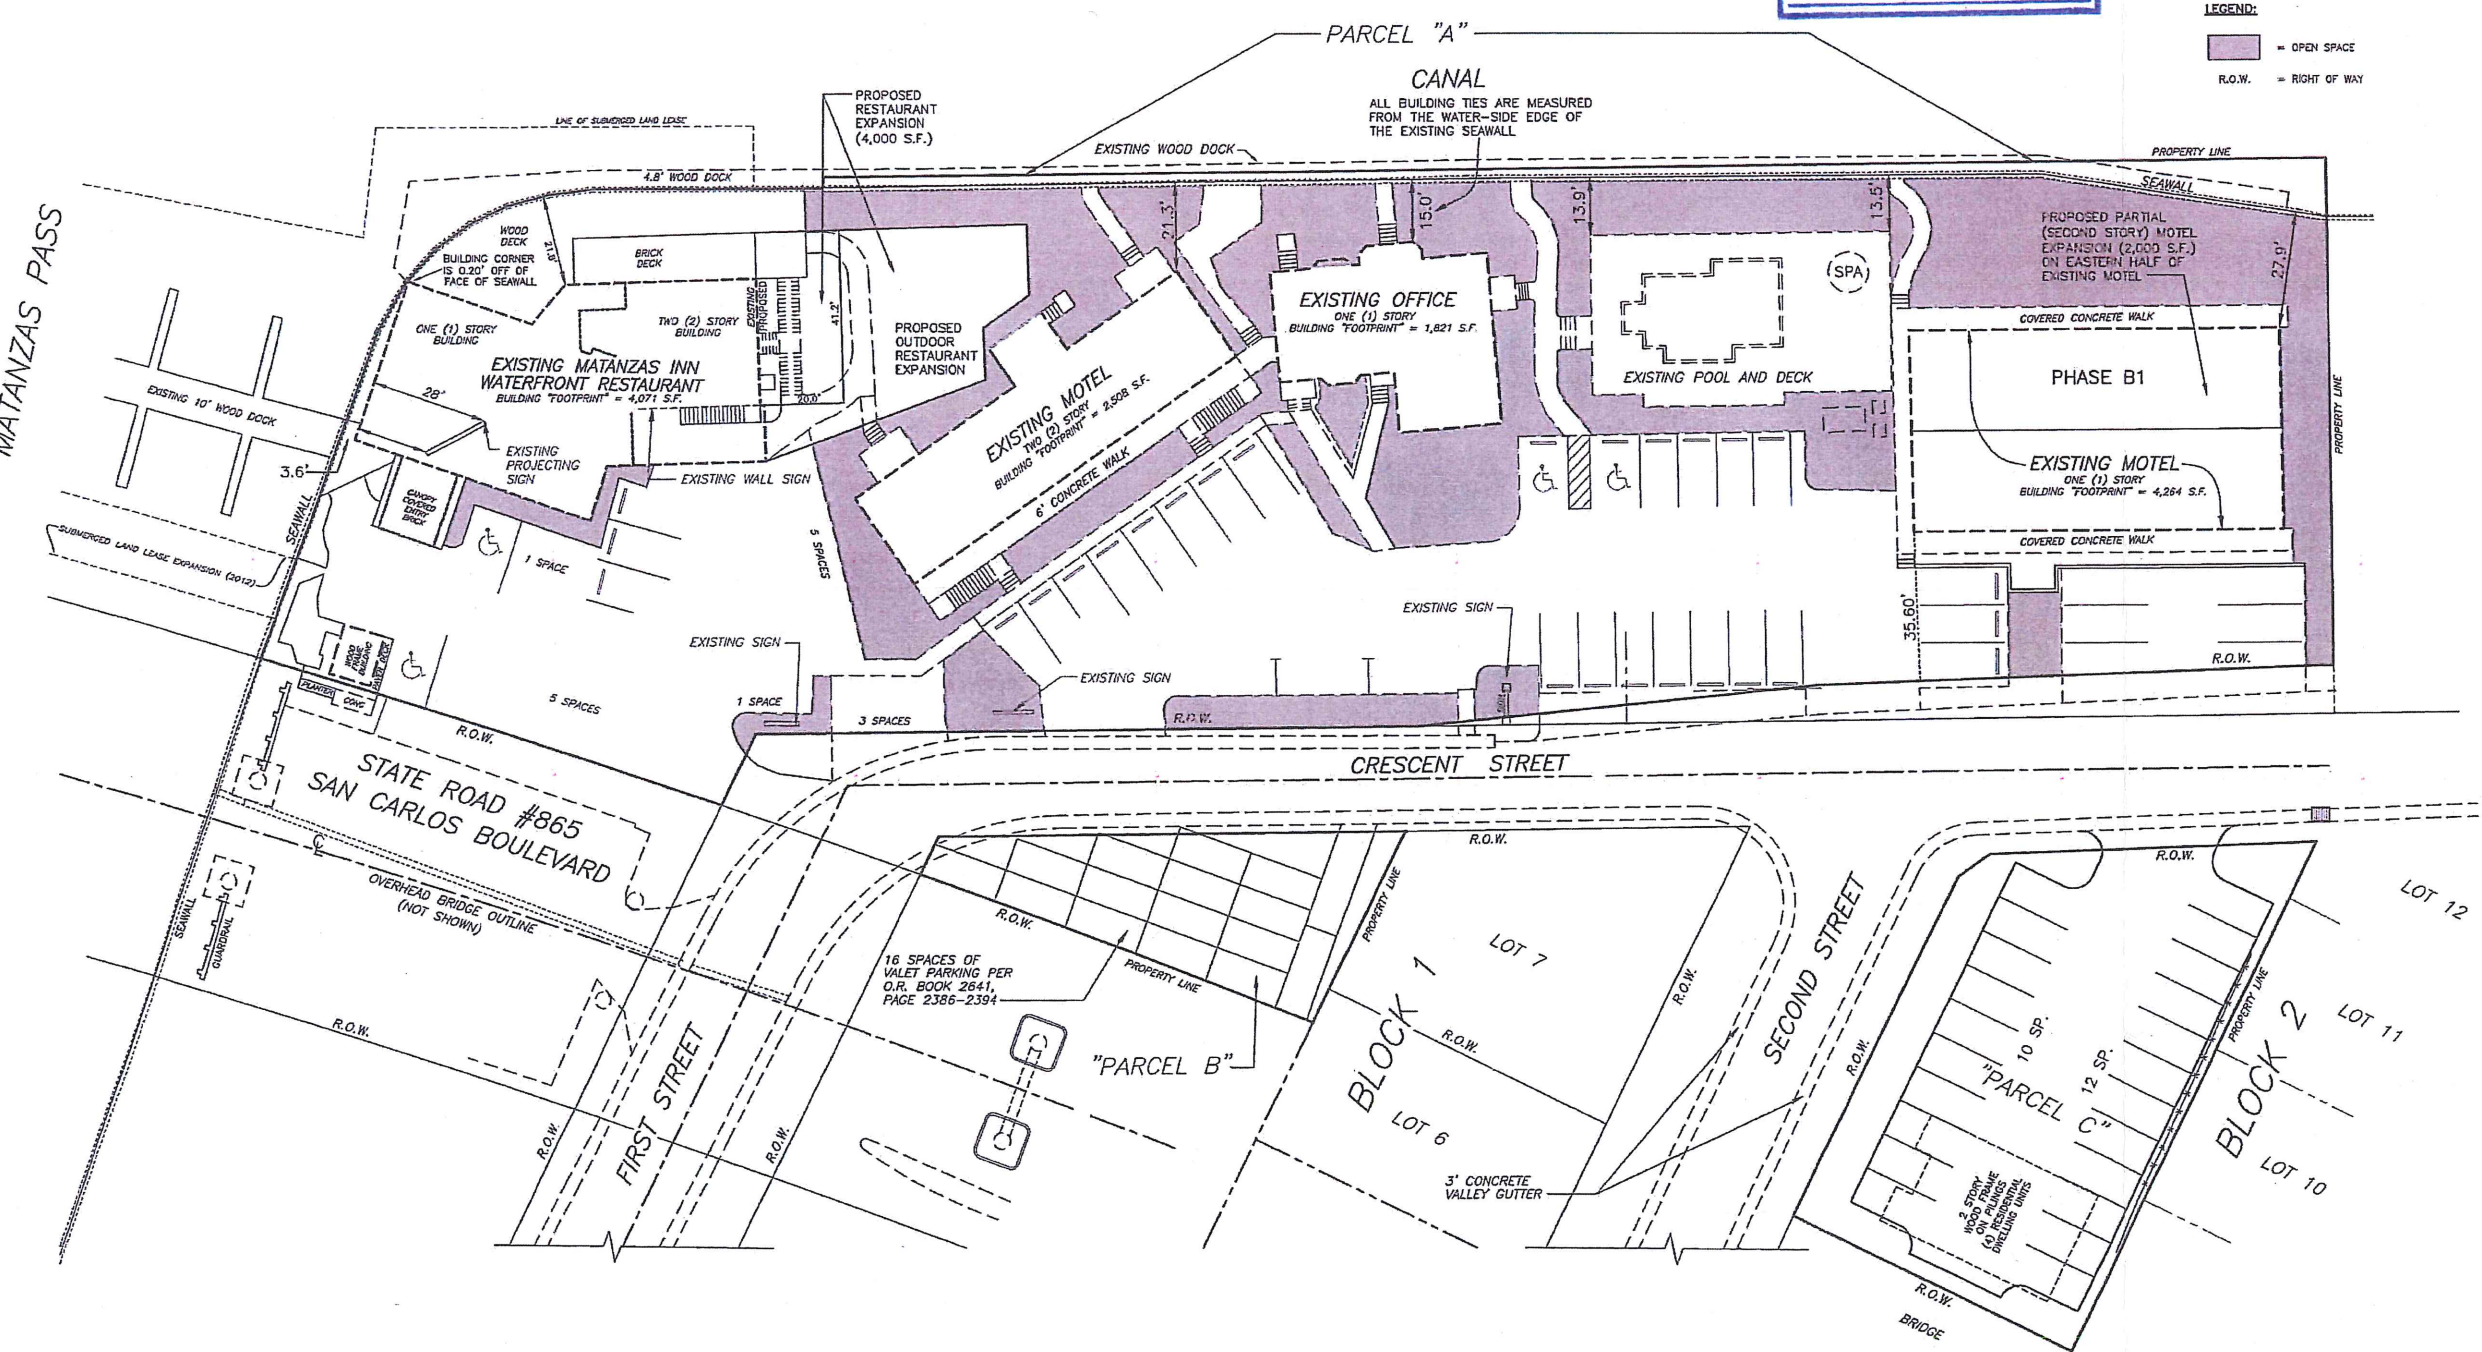 LEGEND:
= OPEN SPACE
R.O.W. = RIGHT OF WAY
PARCEL "A"
CANAL
ALL BUILDING TIES ARE MEASURED
FROM THE WATER-SIDE EDGE OF
THE EXISTING SEAWALL
PROPOSED
RESTAURANT
EXPANSION
(4,000 S.F.)
LINE OF SUBMERGED LAND LEASE
EXISTING WOOD DOCK
PROPERTY LINE
4.8' WOOD DOCK
SEAWALL
MATANZAS PASS
WOOD
DECK
21.8'
BUILDING CORNER
IS 0.20' OFF OF
FACE OF SEAWALL
BRICK
DECK
ONE (1) STORY
BUILDING
TWO (2) STORY
BUILDING
EXISTING
PROPOSED
41.2'
20.0'
EXISTING MATANZAS INN
WATERFRONT RESTAURANT
BUILDING "FOOTPRINT" = 4,071 S.F.
28'
PROPOSED
OUTDOOR
RESTAURANT
EXPANSION
21.3'
15.0'
13.9'
13.5'
27.9'
EXISTING OFFICE
ONE (1) STORY
BUILDING "FOOTPRINT" = 1,821 S.F.
EXISTING MOTEL
TWO (2) STORY
BUILDING "FOOTPRINT" = 2,508 S.F.
6' CONCRETE WALK
SPA
EXISTING POOL AND DECK
PROPOSED PARTIAL
(SECOND STORY) MOTEL
EXPANSION (2,000 S.F.)
ON EASTERN HALF OF
EXISTING MOTEL
COVERED CONCRETE WALK
PHASE B1
EXISTING MOTEL
ONE (1) STORY
BUILDING "FOOTPRINT" = 4,264 S.F.
COVERED CONCRETE WALK
PROPERTY LINE
35.60'
R.O.W.
EXISTING 10' WOOD DOCK
3.6'
EXISTING
PROJECTING
SIGN
EXISTING WALL SIGN
CANOPY
COVERED
ENTRY
BRICK
SEAWALL
SUBMERGED LAND LEASE EXPANSION (2012)
1 SPACE
5 SPACES
WOOD
FRAME
BUILDING
PAVER DECK
PLANTER
CONC
5 SPACES
EXISTING SIGN
1 SPACE
3 SPACES
EXISTING SIGN
EXISTING SIGN
R.O.W.
R.O.W.
CRESCENT STREET
STATE ROAD #865
SAN CARLOS BOULEVARD
OVERHEAD BRIDGE OUTLINE
(NOT SHOWN)
SEAWALL
GUARDRAIL
R.O.W.
R.O.W.
FIRST STREET
R.O.W.
R.O.W.
16 SPACES OF
VALET PARKING PER
O.R. BOOK 2641,
PAGE 2386-2394
PROPERTY LINE
PROPERTY LINE
"PARCEL B"
R.O.W.
LOT 7
BLOCK 1
R.O.W.
R.O.W.
LOT 6
3' CONCRETE
VALLEY GUTTER
SECOND STREET
R.O.W.
R.O.W.
10 SP.
"PARCEL C"
12 SP.
2 STORY
WOOD FRAME
ON PILINGS
(4) RESIDENTIAL
DWELLING UNITS
PROPERTY LINE
BLOCK 2
LOT 12
LOT 11
LOT 10
R.O.W.
BRIDGE